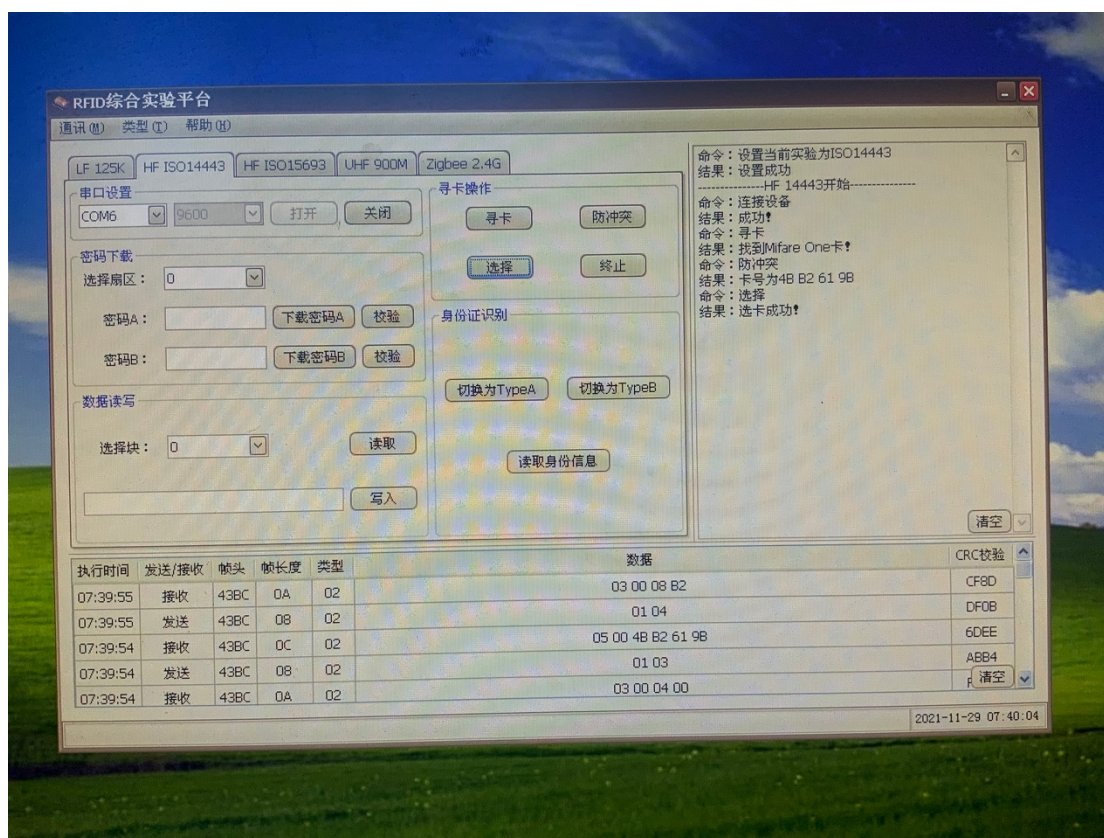 RFID综合实验平台
通讯(M) 类型(T) 帮助(H)
LF 125K HF ISO14443 HF ISO15693 UHF 900M Zigbee 2.4G
串口设置
COM6 9600 打开 关闭
密码下载
选择扇区： 0
密码A： 下载密码A 校验
密码B： 下载密码B 校验
数据读写
选择块： 0 读取
写入
寻卡操作
寻卡 防冲突
选择 终止
身份证识别
切换为TypeA 切换为TypeB
读取身份信息
命令：设置当前实验为ISO14443
结果：设置成功
--------------HF 14443开始---------------
命令：连接设备
结果：成功!
命令：寻卡
结果：找到Mifare One卡!
命令：防冲突
结果：卡号为4B B2 61 9B
命令：选择
结果：选卡成功!
清空
执行时间 发送/接收 帧头 帧长度 类型 数据 CRC校验
07:39:55 接收 43BC 0A 02 03 00 08 B2 CF8D
07:39:55 发送 43BC 08 02 01 04 DF0B
07:39:54 接收 43BC 0C 02 05 00 4B B2 61 9B 6DEE
07:39:54 发送 43BC 08 02 01 03 ABB4
07:39:54 接收 43BC 0A 02 03 00 04 00
清空
2021-11-29 07:40:04